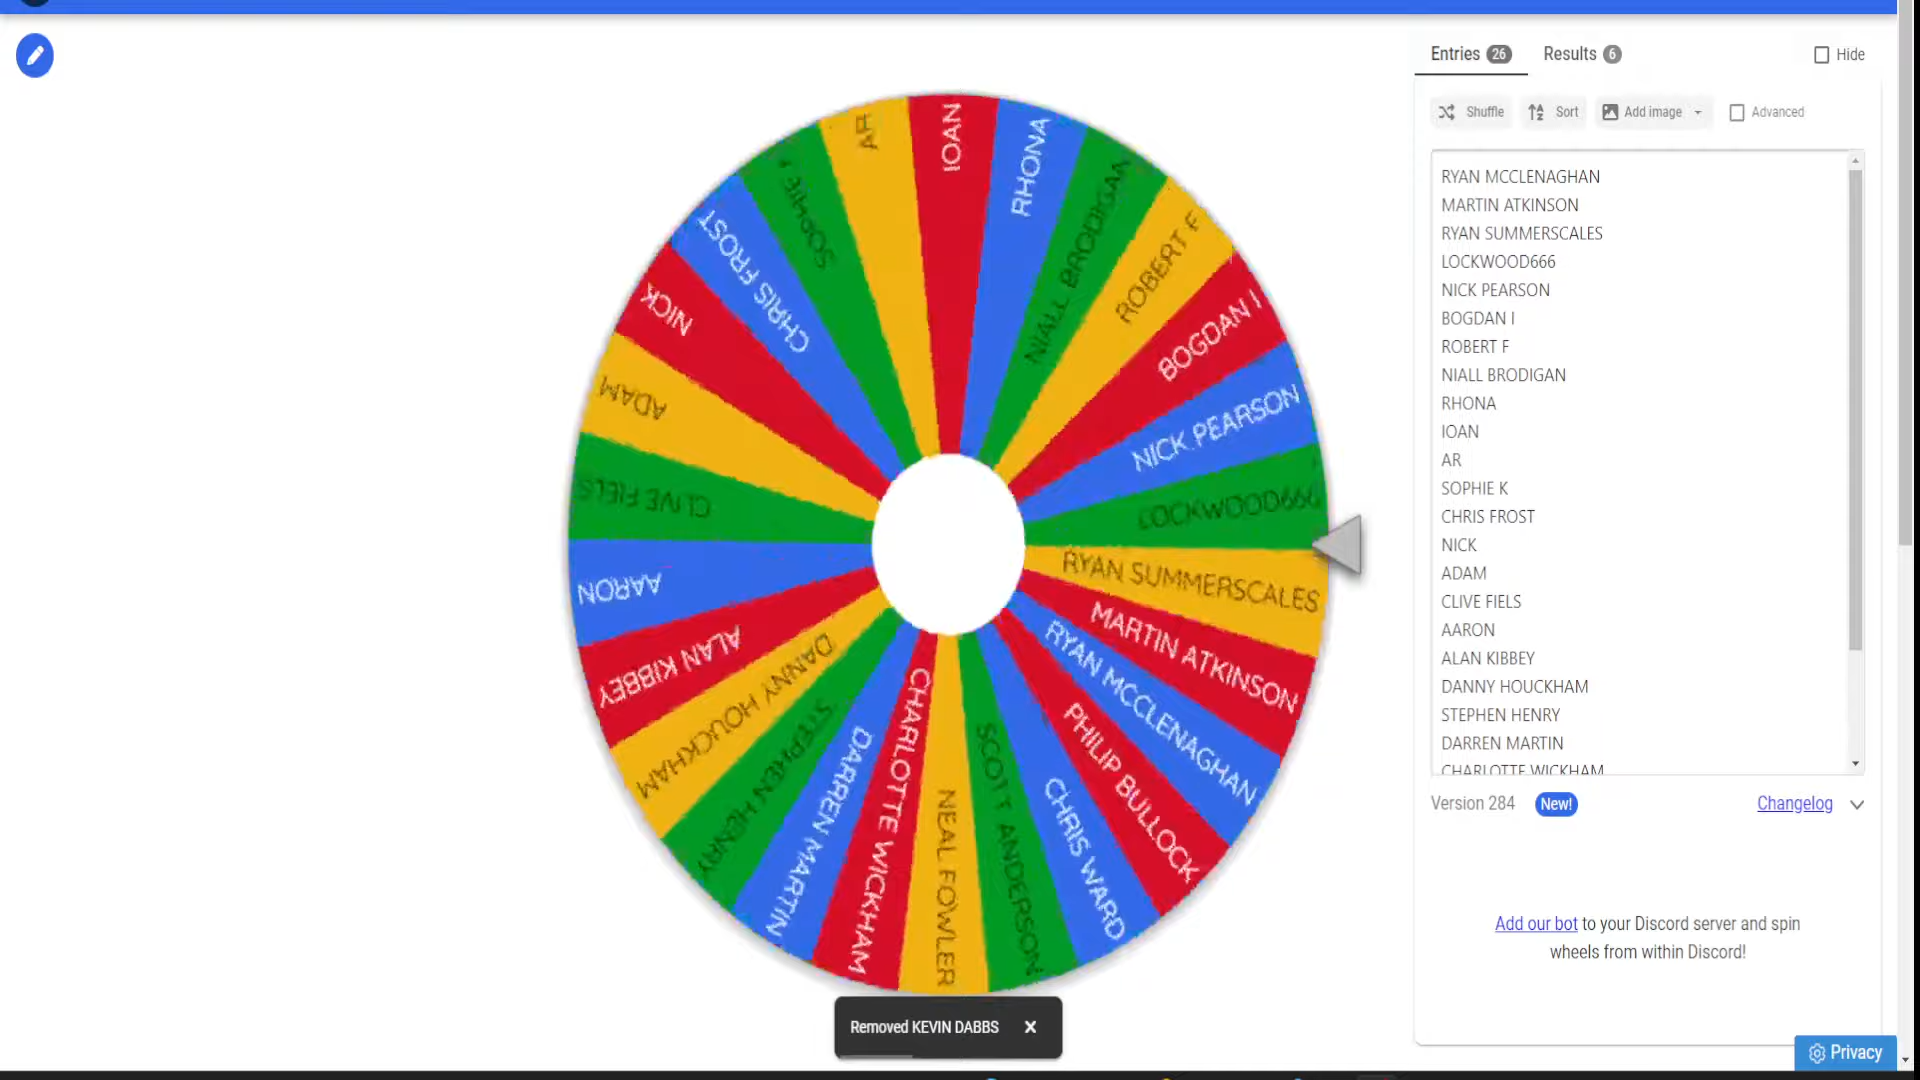 Entries 26 Results 6 Hide
Shuffle Sort Add image Advanced
RYAN MCCLENAGHAN
MARTIN ATKINSON
RYAN SUMMERSCALES
LOCKWOOD666
NICK PEARSON
BOGDAN I
ROBERT F
NIALL BRODIGAN
RHONA
IOAN
AR
SOPHIE K
CHRIS FROST
NICK
ADAM
CLIVE FIELS
AARON
ALAN KIBBEY
DANNY HOUCKHAM
STEPHEN HENRY
DARREN MARTIN
CHARLOTTE WICKHAM
Version 284 New! Changelog
Add our bot to your Discord server and spin
wheels from within Discord!
Privacy
IOAN
RHONA
NIALL BRODIGAN
ROBERT F
BOGDAN I
NICK PEARSON
LOCKWOOD666
RYAN SUMMERSCALES
MARTIN ATKINSON
RYAN MCCLENAGHAN
PHILIP BULLOCK
CHRIS WARD
SCOTT ANDERSON
NEAL FOWLER
CHARLOTTE WICKHAM
DARREN MARTIN
STEPHEN HENRY
DANNY HOUCKHAM
ALAN KIBBEY
AARON
CLIVE FIELS
ADAM
NICK
CHRIS FROST
SOPHIE K
AR
Removed KEVIN DABBS